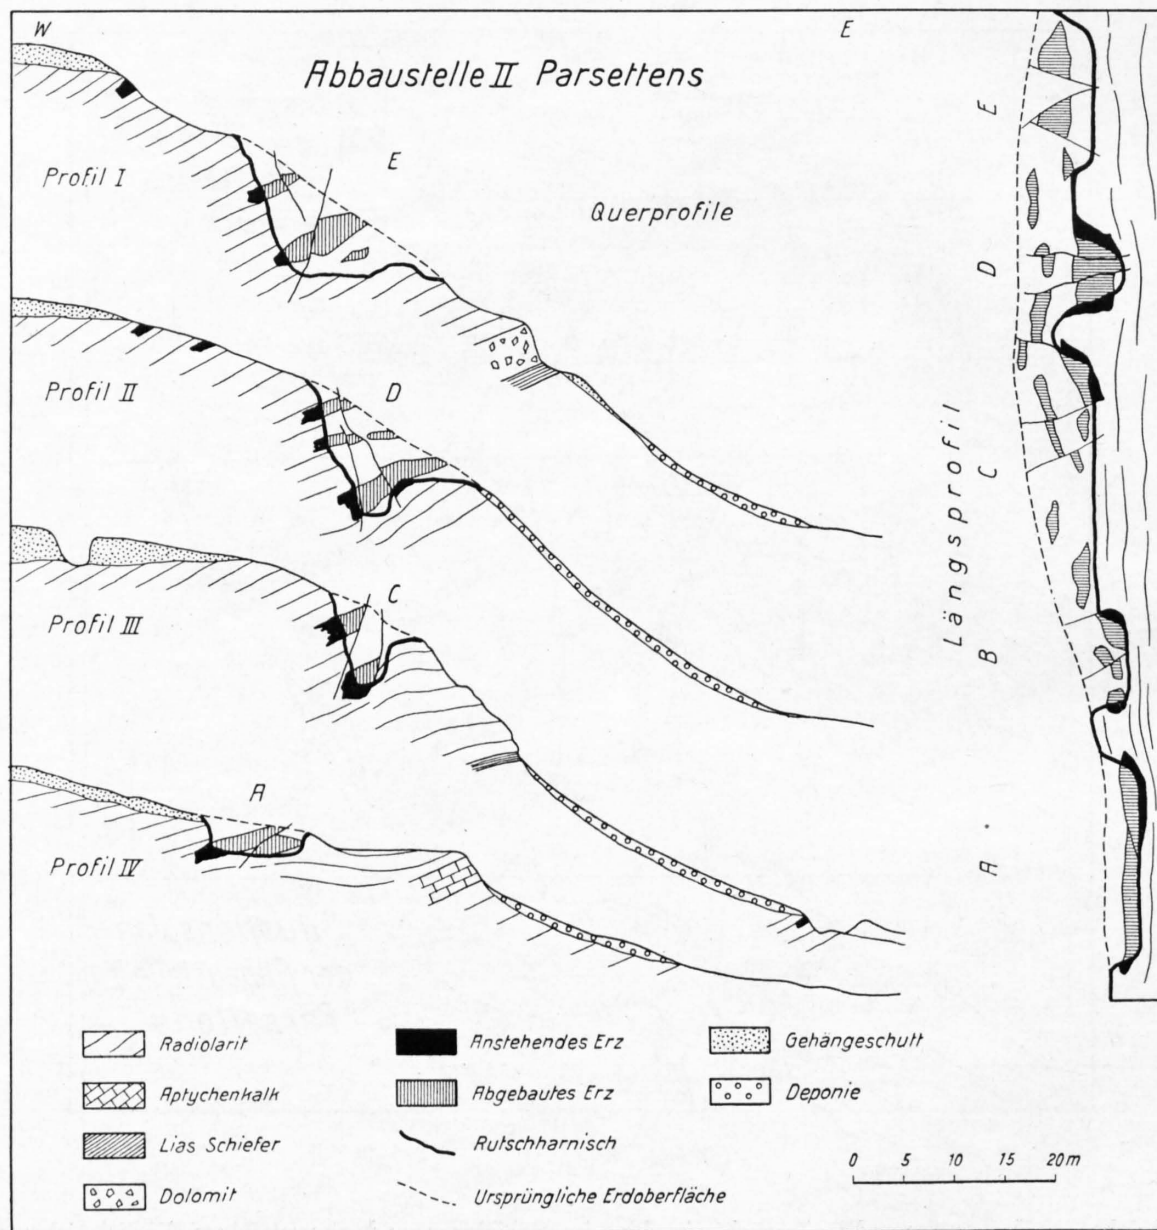 W
E
Abbaustelle II Parsettens
Profil I
E
Querprofile
Profil II
D
Profil III
C
Profil IV
A
Längsprofil
E
D
C
B
A
Radiolarit
Aptychenkalk
Lias Schiefer
Dolomit
Anstehendes Erz
Abgebautes Erz
Rutschharnisch
Ursprüngliche Erdoberfläche
Gehängeschutt
Deponie
0 5 10 15 20 m